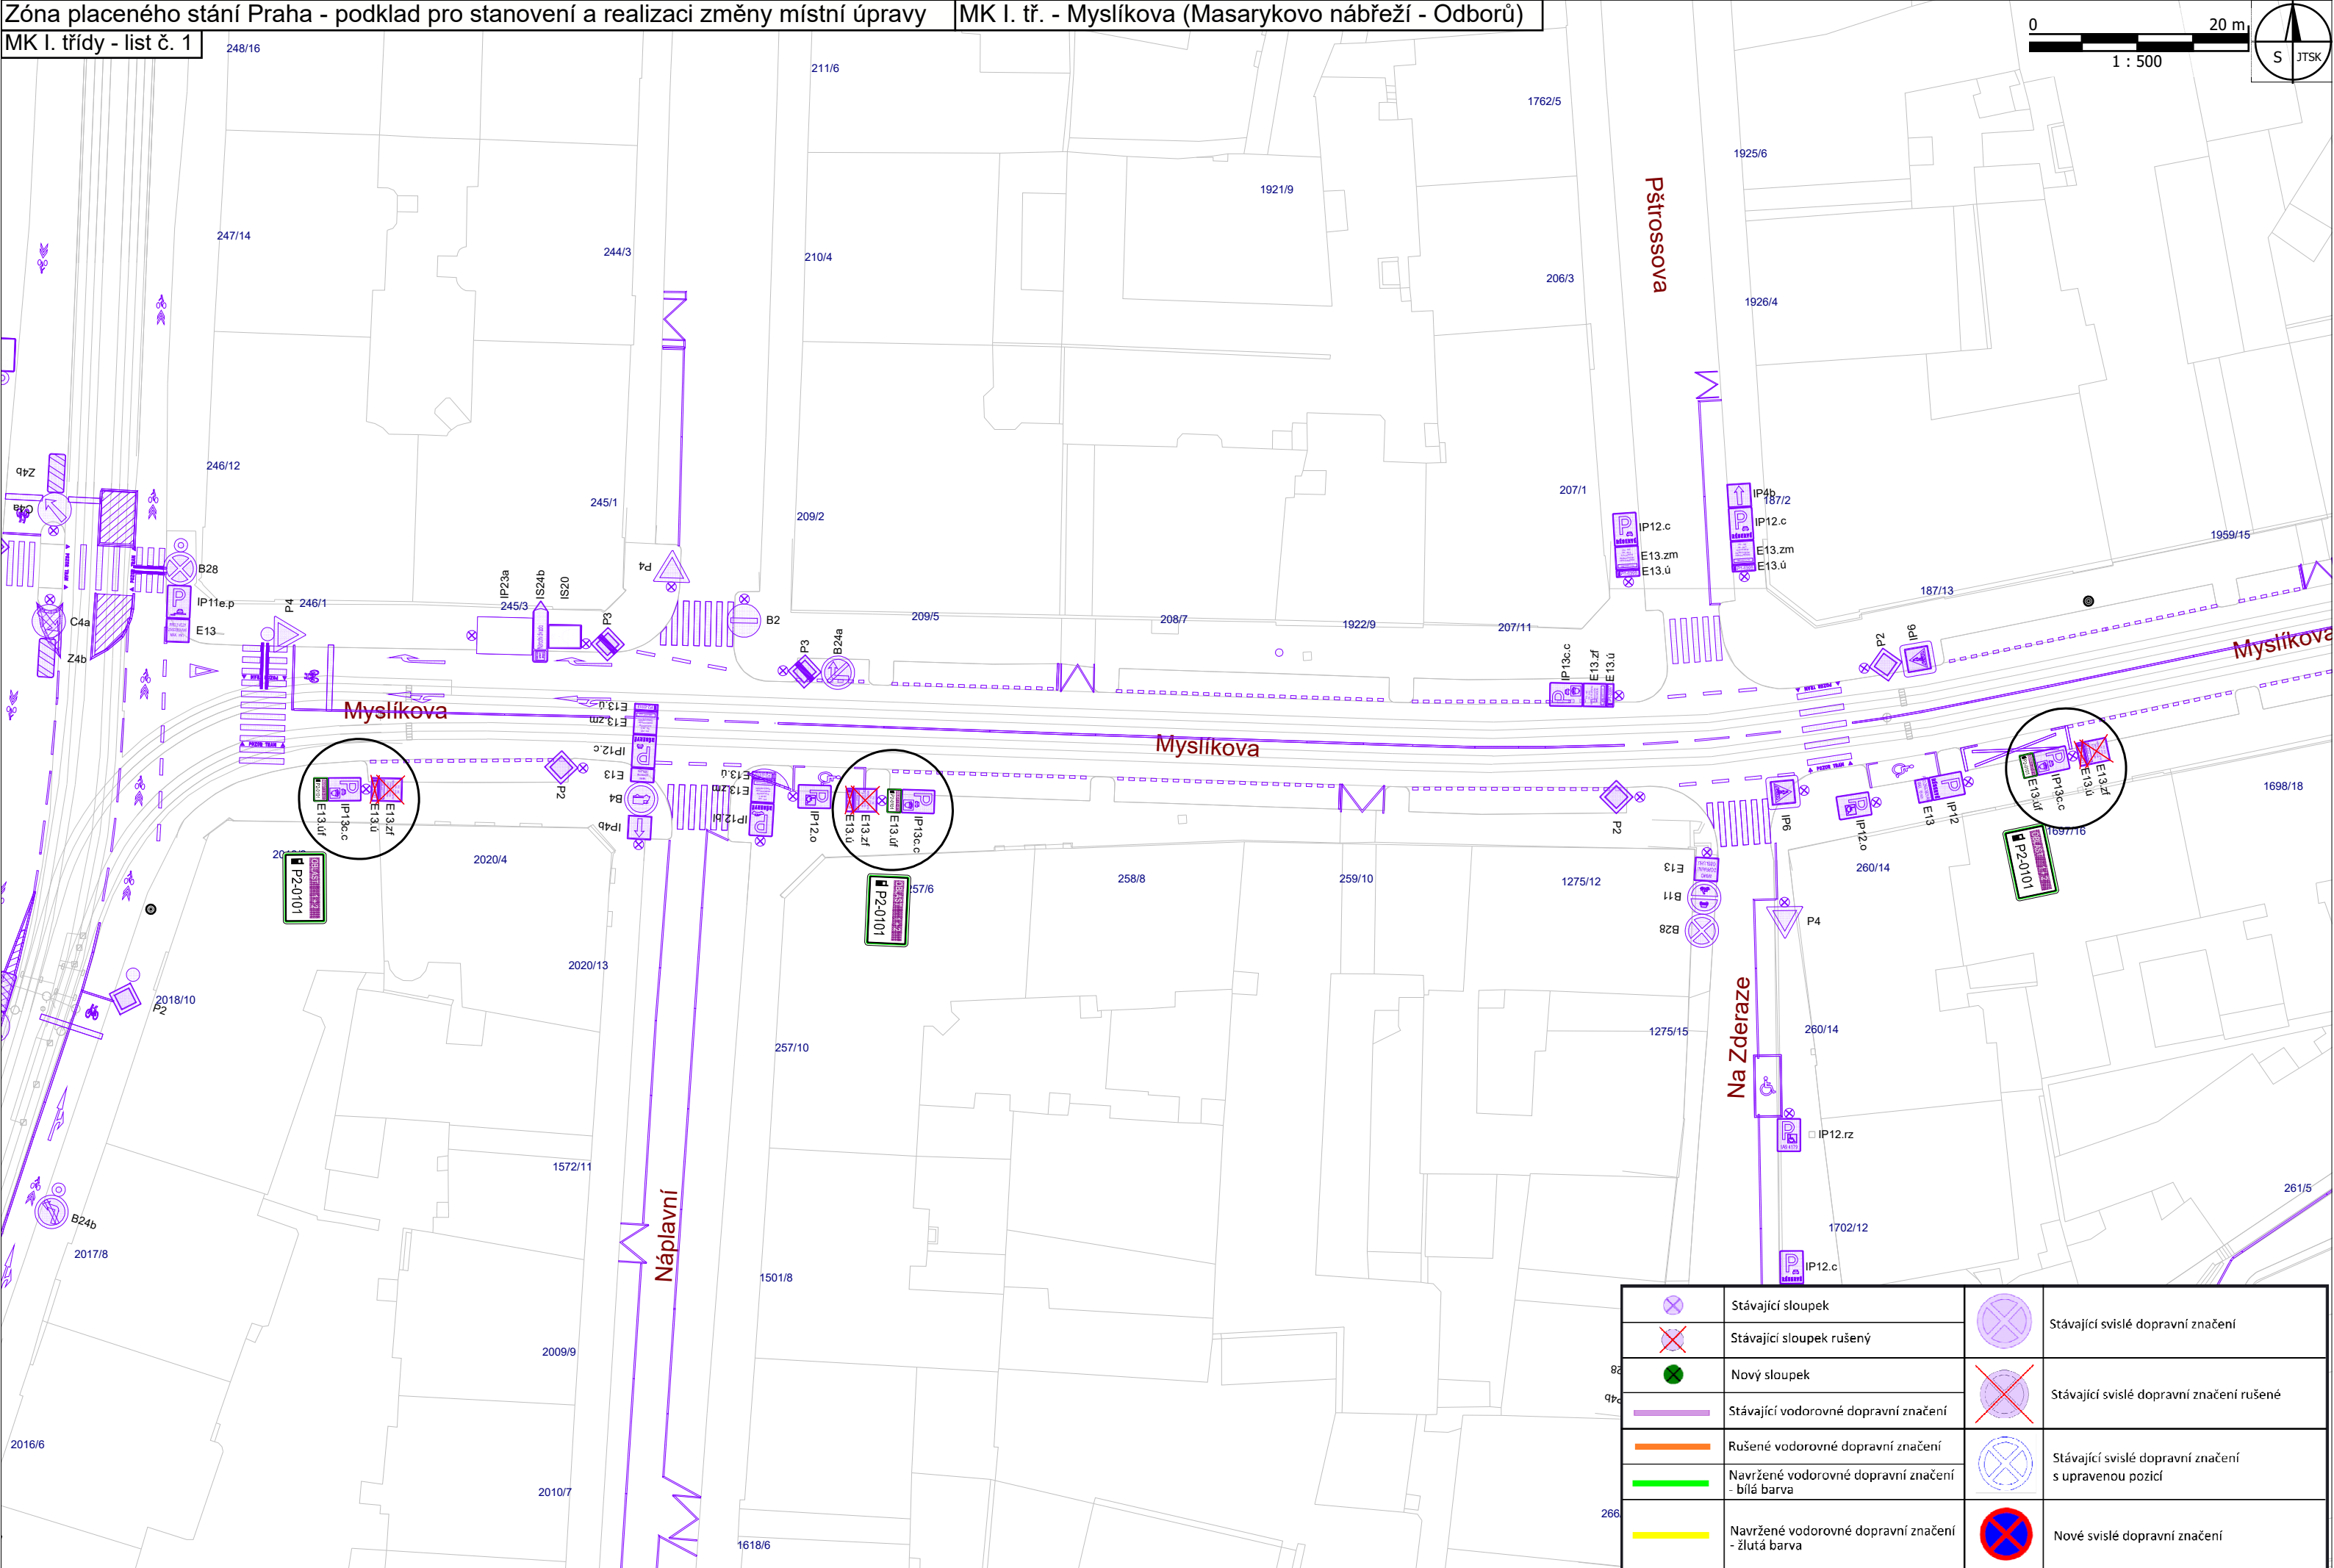 Zóna placeného stání Praha - podklad pro stanovení a realizaci změny místní úpravy
MK I. tř. - Myslíkova (Masarykovo nábřeží - Odborů)
MK I. třídy - list č. 1
0 20 m
1 : 500
S JTSK
248/16
211/6
1762/5
1925/6
1921/9
Pštrossova
247/14
244/3
210/4
206/3
1926/4
246/12
245/1
209/2
207/1
187/2
1959/15
Z4b
C4a
B28
IP11e.p
E13
C4a
Z4b
P4
246/1
IP23a
IS24b
IS20
245/3
P3
P4
B2
P3
B24a
209/5
208/7
1922/9
207/11
IP13c.c
E13.zf
E13.ú
IP12.c
E13.zm
E13.ú
IP4b
IP12.c
E13.zm
E13.ú
187/13
P2
IP6
Myslíkova
Myslíkova
Myslíkova
E13.ú
E13.zm
IP12.c
E13
B4
IP4b
P2
E13.úf
IP13c.c
E13.ú
E13.zf
P2-0101
2020/4
E13.ú
E13.zm
IP12.bl
IP12.o
E13.ú
E13.zf
E13.úf
IP13c.c
P2-0101
257/6
258/8
259/10
1275/12
P2
E13
B11
B28
IP6
P4
IP12.o
E13
IP12
E13.úf
IP13c.c
E13.ú
E13.zf
P2-0101
1697/16
1698/18
260/14
2018/10
P2
2020/13
257/10
1275/15
Na Zderaze
260/14
IP12.rz
1572/11
Náplavní
B24b
2017/8
1501/8
1702/12
261/5
IP12.c
2009/9
2016/6
2010/7
1618/6
Stávající sloupek
Stávající sloupek rušený
Nový sloupek
Stávající vodorovné dopravní značení
Rušené vodorovné dopravní značení
Navržené vodorovné dopravní značení
- bílá barva
Navržené vodorovné dopravní značení
- žlutá barva
Stávající svislé dopravní značení
Stávající svislé dopravní značení rušené
Stávající svislé dopravní značení
s upravenou pozicí
Nové svislé dopravní značení